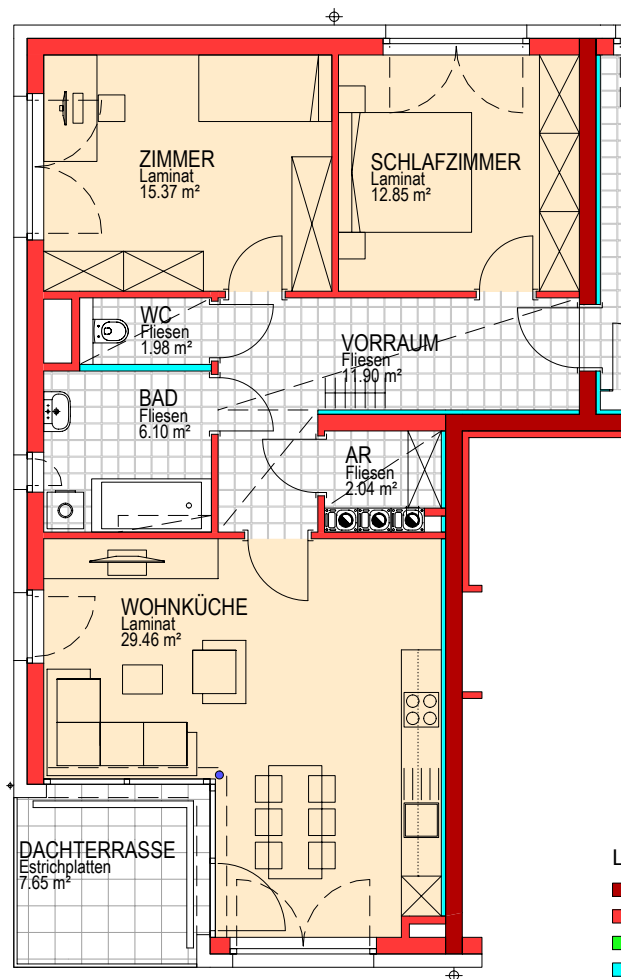 ZIMMER
Laminat
15.37 m²
SCHLAFZIMMER
Laminat
12.85 m²
WC
Fliesen
1.98 m²
VORRAUM
Fliesen
11.90 m²
BAD
Fliesen
6.10 m²
AR
Fliesen
2.04 m²
WOHNKÜCHE
Laminat
29.46 m²
DACHTERRASSE
Estrichplatten
7.65 m²
L